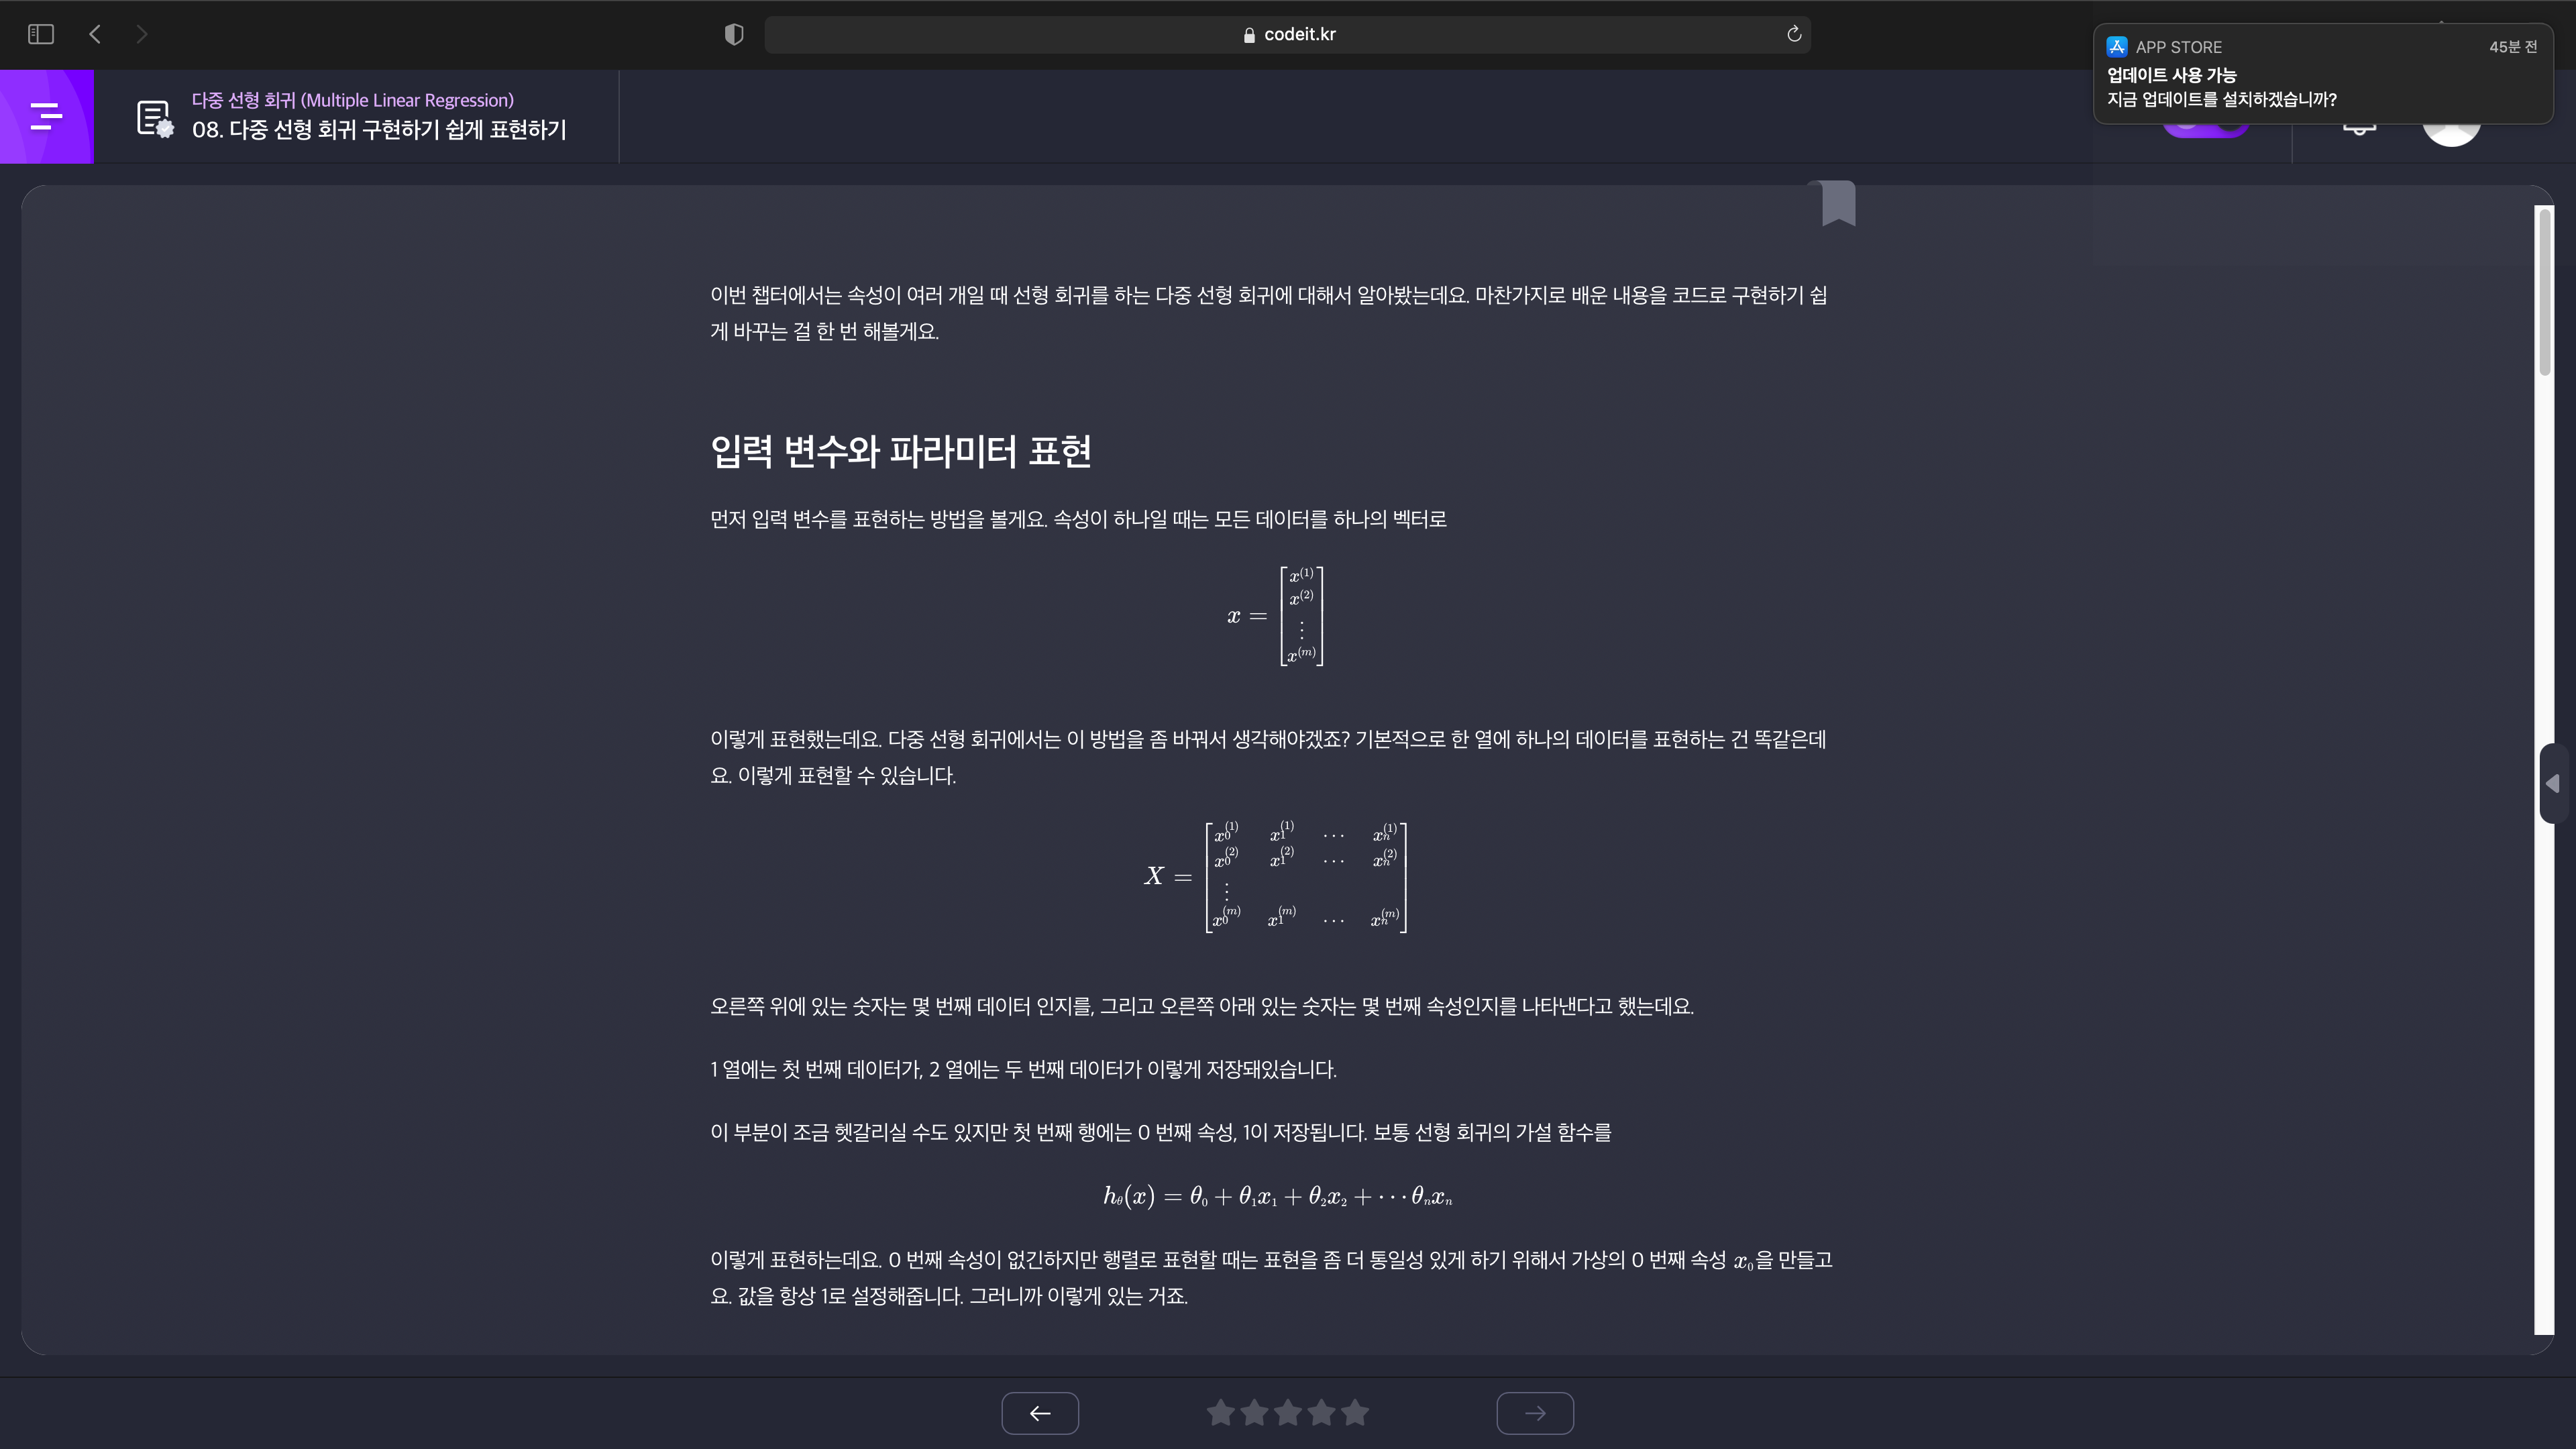 codeit.kr
APP STORE
45분 전
업데이트 사용 가능
지금 업데이트를 설치하겠습니까?
다중 선형 회귀 (Multiple Linear Regression)
08. 다중 선형 회귀 구현하기 쉽게 표현하기
이번 챕터에서는 속성이 여러 개일 때 선형 회귀를 하는 다중 선형 회귀에 대해서 알아봤는데요. 마찬가지로 배운 내용을 코드로 구현하기 쉽
게 바꾸는 걸 한 번 해볼게요.
입력 변수와 파라미터 표현
먼저 입력 변수를 표현하는 방법을 볼게요. 속성이 하나일 때는 모든 데이터를 하나의 벡터로
x^{(1)}
x^{(2)}
x =
⋮
x^{(m)}
이렇게 표현했는데요. 다중 선형 회귀에서는 이 방법을 좀 바꿔서 생각해야겠죠? 기본적으로 한 열에 하나의 데이터를 표현하는 건 똑같은데
요. 이렇게 표현할 수 있습니다.
x_0^{(1)} x_1^{(1)} ⋯ x_n^{(1)}
x_0^{(2)} x_1^{(2)} ⋯ x_n^{(2)}
X =
⋮
x_0^{(m)} x_1^{(m)} ⋯ x_n^{(m)}
오른쪽 위에 있는 숫자는 몇 번째 데이터 인지를, 그리고 오른쪽 아래 있는 숫자는 몇 번째 속성인지를 나타낸다고 했는데요.
1 열에는 첫 번째 데이터가, 2 열에는 두 번째 데이터가 이렇게 저장돼있습니다.
이 부분이 조금 헷갈리실 수도 있지만 첫 번째 행에는 0 번째 속성, 1이 저장됩니다. 보통 선형 회귀의 가설 함수를
h_θ(x) = θ_0 + θ_1x_1 + θ_2x_2 + ⋯ θ_nx_n
이렇게 표현하는데요. 0 번째 속성이 없긴하지만 행렬로 표현할 때는 표현을 좀 더 통일성 있게 하기 위해서 가상의 0 번째 속성 x_0을 만들고
요. 값을 항상 1로 설정해줍니다. 그러니까 이렇게 있는 거죠.